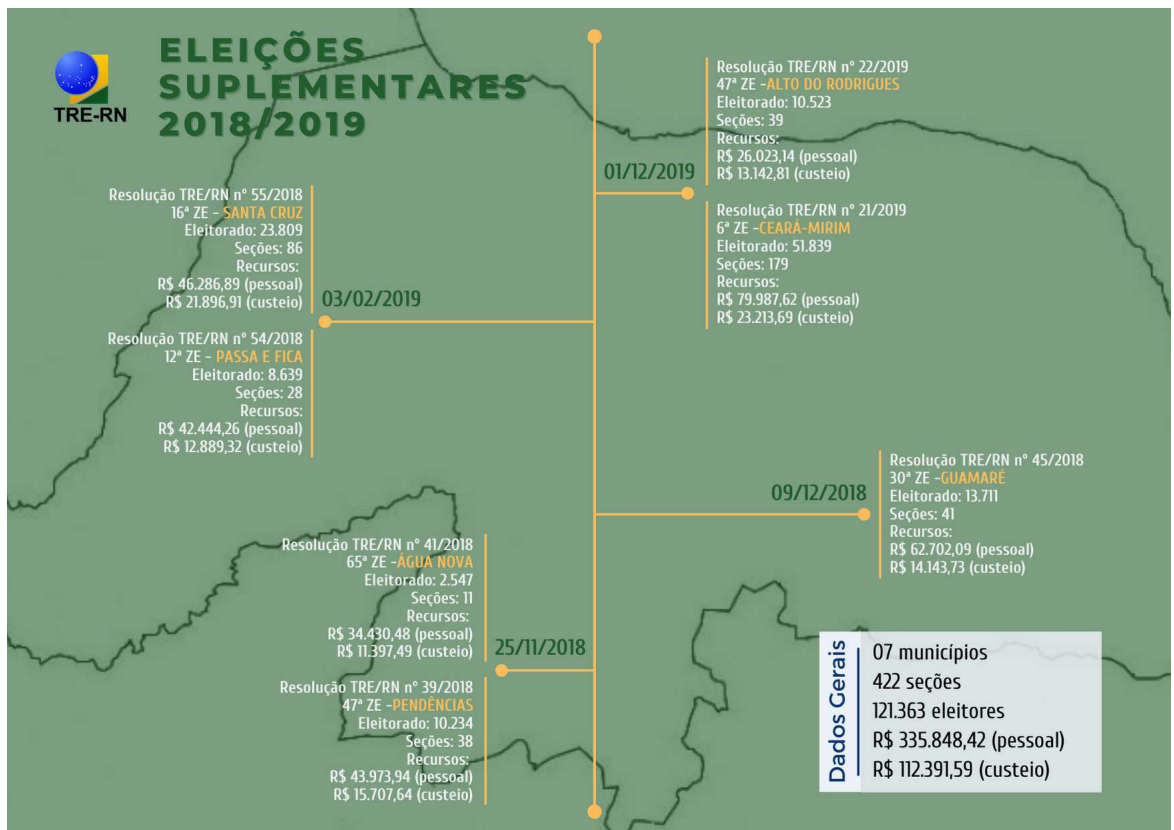 TRE-RN
ELEIÇÕES
SUPLEMENTARES
2018/2019
01/12/2019
Resolução TRE/RN n° 22/2019
47ª ZE -ALTO DO RODRIGUES
Eleitorado: 10.523
Seções: 39
Recursos:
R$ 26.023,14 (pessoal)
R$ 13.142,81 (custeio)
Resolução TRE/RN n° 21/2019
6ª ZE -CEARÁ-MIRIM
Eleitorado: 51.839
Seções: 179
Recursos:
R$ 79.987,62 (pessoal)
R$ 23.213,69 (custeio)
Resolução TRE/RN n° 55/2018
16ª ZE - SANTA CRUZ
Eleitorado: 23.809
Seções: 86
Recursos:
R$ 46.286,89 (pessoal)
R$ 21.896,91 (custeio)
03/02/2019
Resolução TRE/RN n° 54/2018
12ª ZE - PASSA E FICA
Eleitorado: 8.639
Seções: 28
Recursos:
R$ 42.444,26 (pessoal)
R$ 12.889,32 (custeio)
09/12/2018
Resolução TRE/RN n° 45/2018
30ª ZE -GUAMARÉ
Eleitorado: 13.711
Seções: 41
Recursos:
R$ 62.702,09 (pessoal)
R$ 14.143,73 (custeio)
Resolução TRE/RN n° 41/2018
65ª ZE -ÁGUA NOVA
Eleitorado: 2.547
Seções: 11
Recursos:
R$ 34.430,48 (pessoal)
R$ 11.397,49 (custeio)
25/11/2018
Resolução TRE/RN n° 39/2018
47ª ZE -PENDÊNCIAS
Eleitorado: 10.234
Seções: 38
Recursos:
R$ 43.973,94 (pessoal)
R$ 15.707,64 (custeio)
Dados Gerais
07 municípios
422 seções
121.363 eleitores
R$ 335.848,42 (pessoal)
R$ 112.391,59 (custeio)